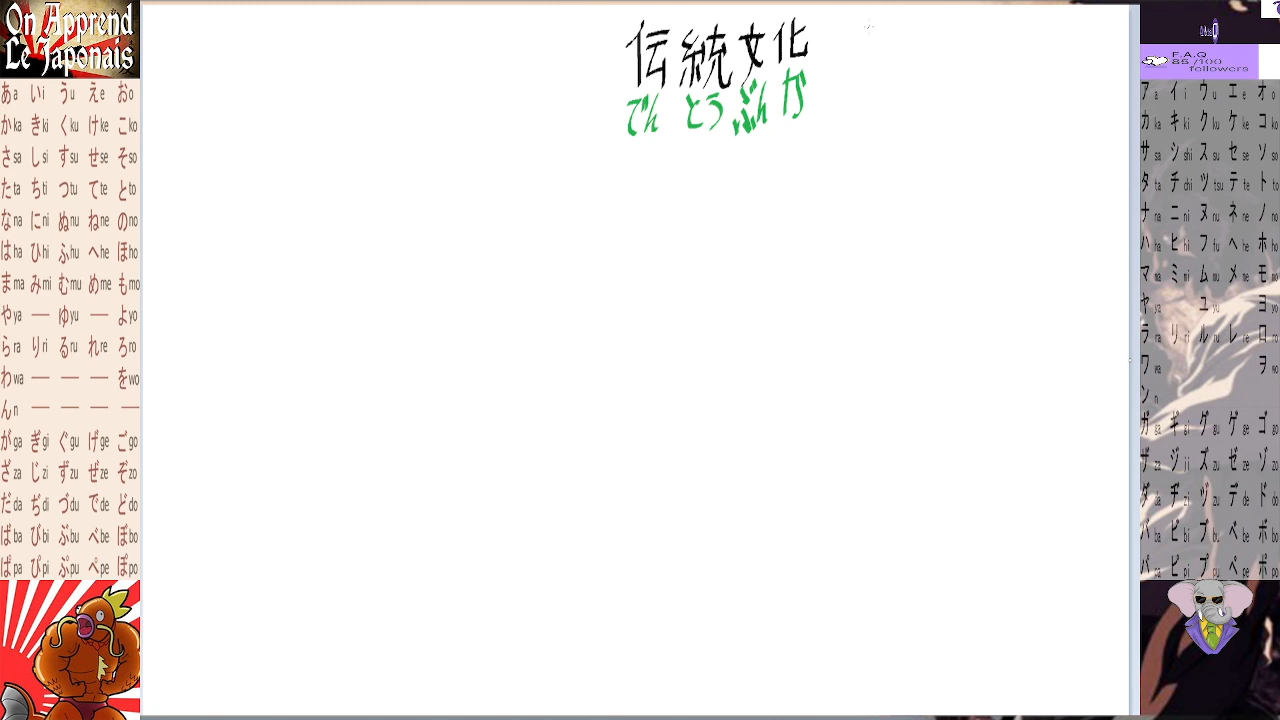 On Apprend
Le Japonais
伝統文化
でんとうぶんか
F.A.Q
85/100
followers
あa いi うu えe おo
かka きki くku けke こko
さsa しsi すsu せse そso
たta ちti つtu てte とto
なna にni ぬnu ねne のno
はha ひhi ふhu へhe ほho
まma みmi むmu めme もmo
やya — ゆyu — よyo
らra りri るru れre ろro
わwa — — — をwo
んn — — — —
がga ぎgi ぐgu げge ごgo
ざza じzi ずzu ぜze ぞzo
だda ぢdi づdu でde どdo
ばba びbi ぶbu べbe ぼbo
ぱpa ぴpi ぷpu ぺpe ぽpo
アa イi ウu エe オo
カka キki クku ケke コko
サsa シshi スsu セse ソso
タta チchi ツtsu テte トto
ナna ニni ヌnu ネne ノno
ハha ヒhi フfu ヘhe ホho
マma ミmi ムmu メme モmo
ヤya ユyu ヨyo
ラra リri ルru レre ロro
ワwa ヲwo
ンn
ガga ギgi グgu ゲge ゴgo
ザza ジji ズzu ゼze ゾzo
ダda ヂzi ヅzu デde ドdo
バba ビbi ブbu ベbe ボbo
パpa ピpi プpu ペpe ポpo